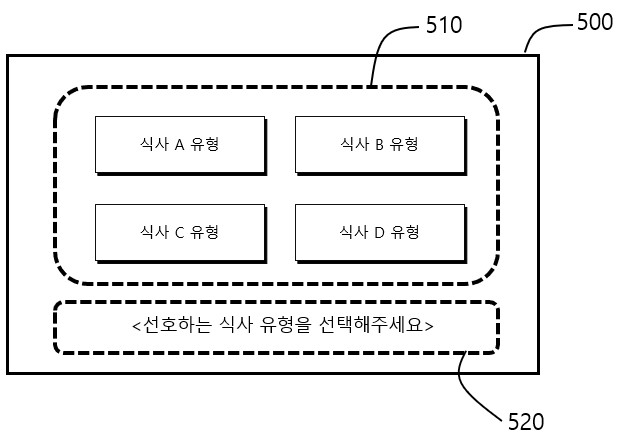 510
500
식사 A 유형
식사 B 유형
식사 C 유형
식사 D 유형
<선호하는 식사 유형을 선택해주세요>
520